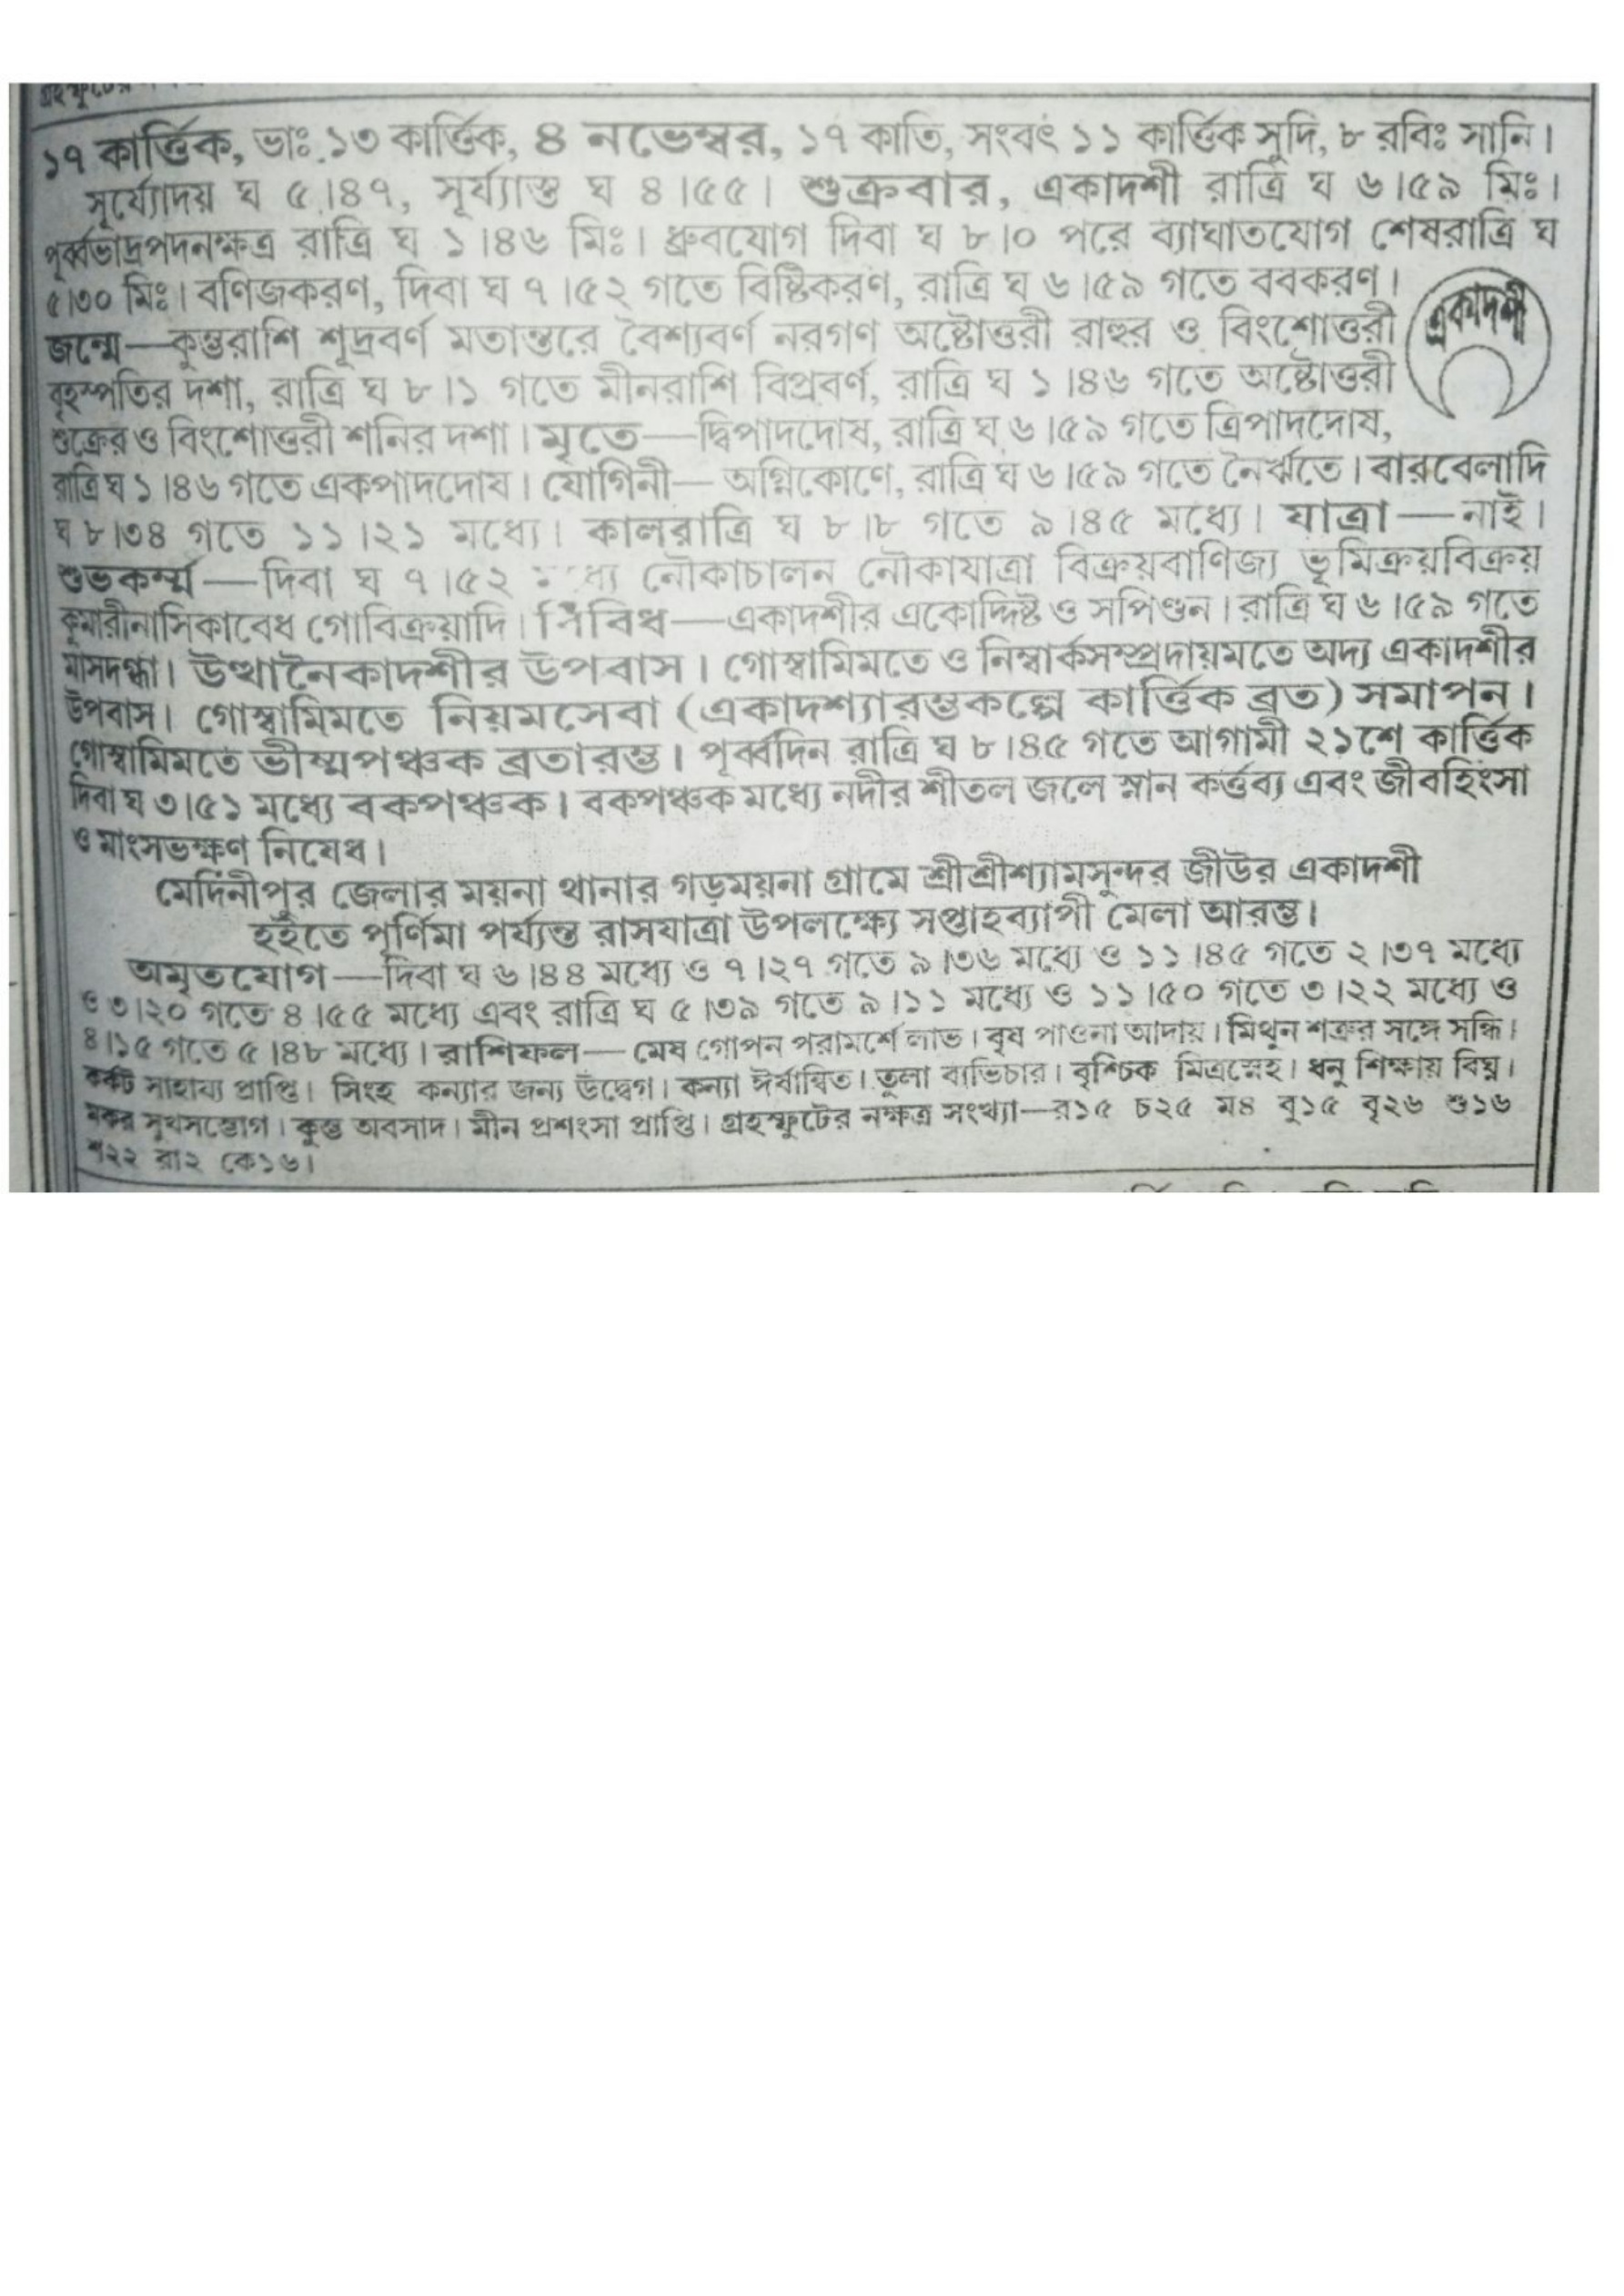 ১৭ কার্ত্তিক, ভাঃ ১৩ কার্ত্তিক, ৪ নভেম্বর, ১৭ কাতি, সংবৎ ১১ কার্ত্তিক সুদি, ৮ রবিঃ সানি।
সূর্য্যোদয় ঘ ৫।৪৭, সূর্য্যাস্ত ঘ ৪।৫৫। শুক্রবার, একাদশী রাত্রি ঘ ৬।৫৯ মিঃ।
পূর্ব্বভাদ্রপদনক্ষত্র রাত্রি ঘ ১।৪৬ মিঃ। ধ্রুবযোগ দিবা ঘ ৮।০ পরে ব্যাঘাতযোগ শেষরাত্রি ঘ
৫।৩০ মিঃ। বণিজকরণ, দিবা ঘ ৭।৫২ গতে বিষ্টিকরণ, রাত্রি ঘ ৬।৫৯ গতে ববকরণ।
একাদশী
জন্মে—কুম্ভরাশি শূদ্রবর্ণ মতান্তরে বৈশ্যবর্ণ নরগণ অষ্টোত্তরী রাহুর ও বিংশোত্তরী
বৃহস্পতির দশা, রাত্রি ঘ ৮।১ গতে মীনরাশি বিপ্রবর্ণ, রাত্রি ঘ ১।৪৬ গতে অষ্টোত্তরী
শুক্রের ও বিংশোত্তরী শনির দশা। মৃতে—দ্বিপাদদোষ, রাত্রি ঘ ৬।৫৯ গতে ত্রিপাদদোষ,
রাত্রি ঘ ১।৪৬ গতে একপাদদোষ। যোগিনী—অগ্নিকোণে, রাত্রি ঘ ৬।৫৯ গতে নৈর্ঋতে। বারবেলাদি
ঘ ৮।৩৪ গতে ১১।২১ মধ্যে। কালরাত্রি ঘ ৮।৮ গতে ৯।৪৫ মধ্যে। যাত্রা—নাই।
শুভকর্ম্ম—দিবা ঘ ৭।৫২ মধ্যে নৌকাচালন নৌকাযাত্রা বিক্রয়বাণিজ্য ভূমিক্রয়বিক্রয়
কুমারীনাসিকাবেধ গোবিক্রয়াদি। বিবিধ—একাদশীর একোদ্দিষ্ট ও সপিণ্ডন। রাত্রি ঘ ৬।৫৯ গতে
মাসদগ্ধা। উত্থানৈকাদশীর উপবাস। গোস্বামিমতে ও নিম্বার্কসম্প্রদায়মতে অদ্য একাদশীর
উপবাস। গোস্বামিমতে নিয়মসেবা (একাদশ্যারম্ভকল্পে কার্ত্তিক ব্রত) সমাপন।
গোস্বামিমতে ভীষ্মপঞ্চক ব্রতারম্ভ। পূর্ব্বদিন রাত্রি ঘ ৮।৪৫ গতে আগামী ২১শে কার্ত্তিক
দিবা ঘ ৩।৫১ মধ্যে বকপঞ্চক। বকপঞ্চক মধ্যে নদীর শীতল জলে স্নান কর্ত্তব্য এবং জীবহিংসা
ও মাংসভক্ষণ নিষেধ।
মেদিনীপুর জেলার ময়না থানার গড়ময়না গ্রামে শ্রীশ্রীশ্যামসুন্দর জীউর একাদশী
হইতে পূর্ণিমা পর্য্যন্ত রাসযাত্রা উপলক্ষ্যে সপ্তাহব্যাপী মেলা আরম্ভ।
অমৃতযোগ—দিবা ঘ ৬।৪৪ মধ্যে ও ৭।২৭ গতে ৯।৩৬ মধ্যে ও ১১।৪৫ গতে ২।৩৭ মধ্যে
ও ৩।২০ গতে ৪।৫৫ মধ্যে এবং রাত্রি ঘ ৫।৩৯ গতে ৯।১১ মধ্যে ও ১১।৫০ গতে ৩।২২ মধ্যে ও
৪।১৫ গতে ৫।৪৮ মধ্যে। রাশিফল—মেষ গোপন পরামর্শে লাভ। বৃষ পাওনা আদায়। মিথুন শত্রুর সঙ্গে সন্ধি।
কর্কট সাহায্য প্রাপ্তি। সিংহ কন্যার জন্য উদ্বেগ। কন্যা ঈর্ষান্বিত। তুলা ব্যভিচার। বৃশ্চিক মিত্রস্নেহ। ধনু শিক্ষায় বিঘ্ন।
মকর সুখসম্ভোগ। কুম্ভ অবসাদ। মীন প্রশংসা প্রাপ্তি। গ্রহস্ফুটের নক্ষত্র সংখ্যা—র১৫ চ২৫ ম৪ বু১৫ বৃ২৬ শু১৬
শ২২ রা২ কে১৬।